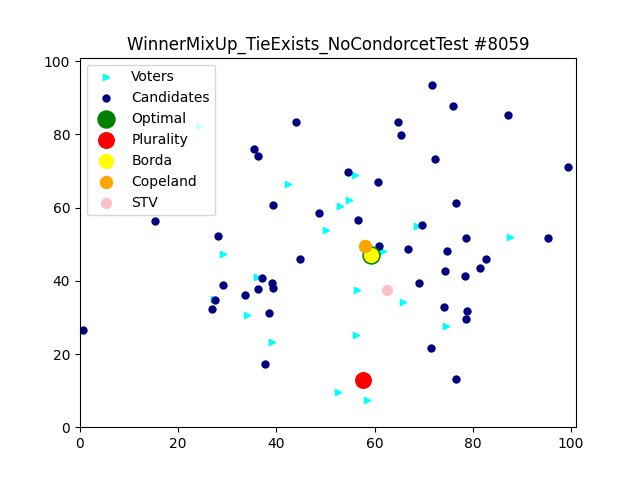 WinnerMixUp_TieExists_NoCondorcetTest #8059
100
80
60
40
20
0
0
20
40
60
80
100
Voters
Candidates
Optimal
Plurality
Borda
Copeland
STV